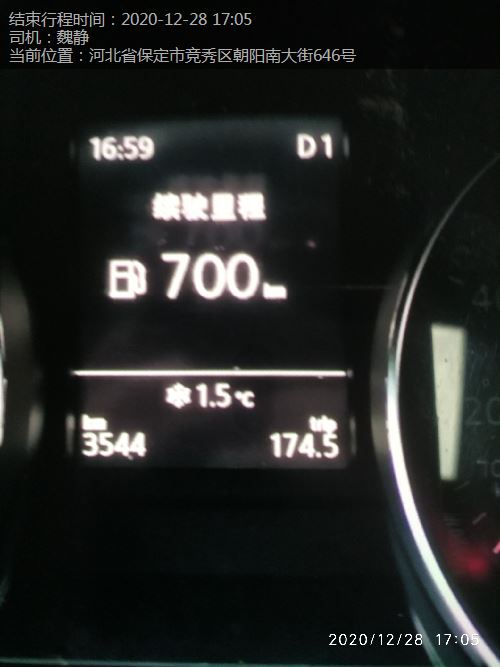 结束行程时间：2020-12-28 17:05
司机：魏静
当前位置：河北省保定市竞秀区朝阳南大街646号
16:59 D1
续驶里程
700 km
1.5 °C
km trip
3544 174.5
2020/12/28 17:05